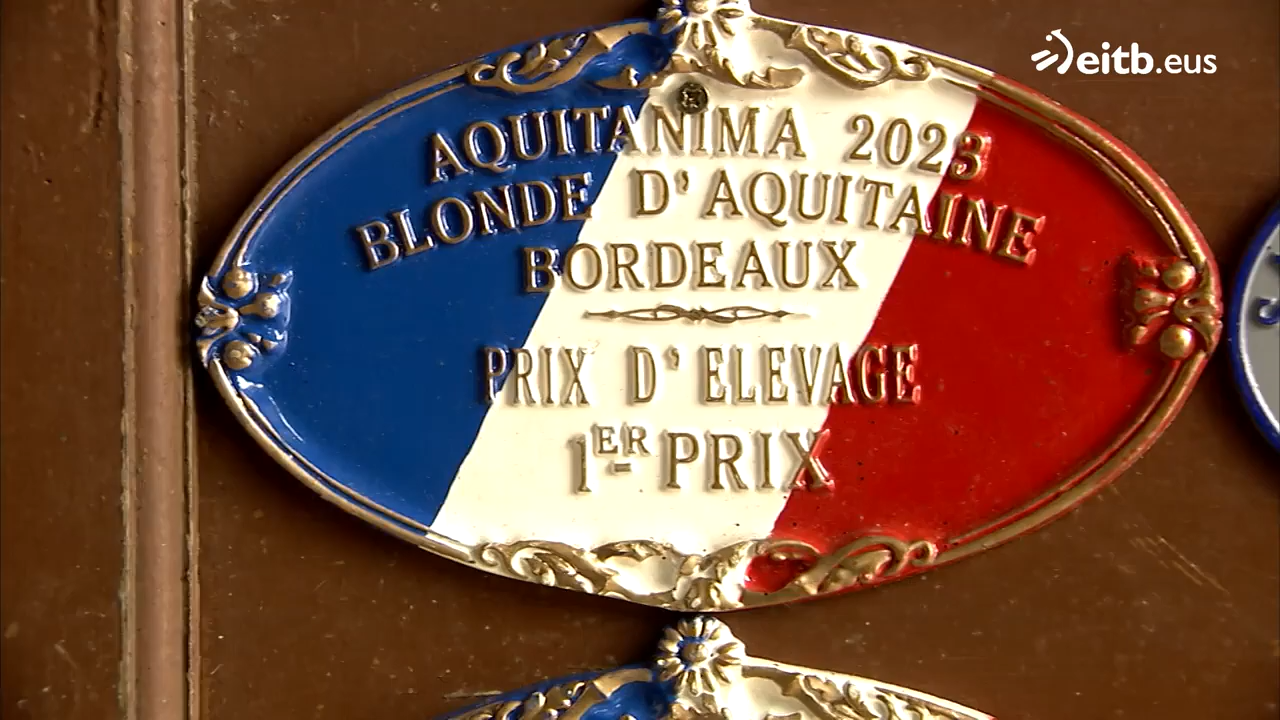 eitb.eus
AQUITANIMA 2023
BLONDE D'AQUITAINE
BORDEAUX
PRIX D'ELEVAGE
1ER PRIX